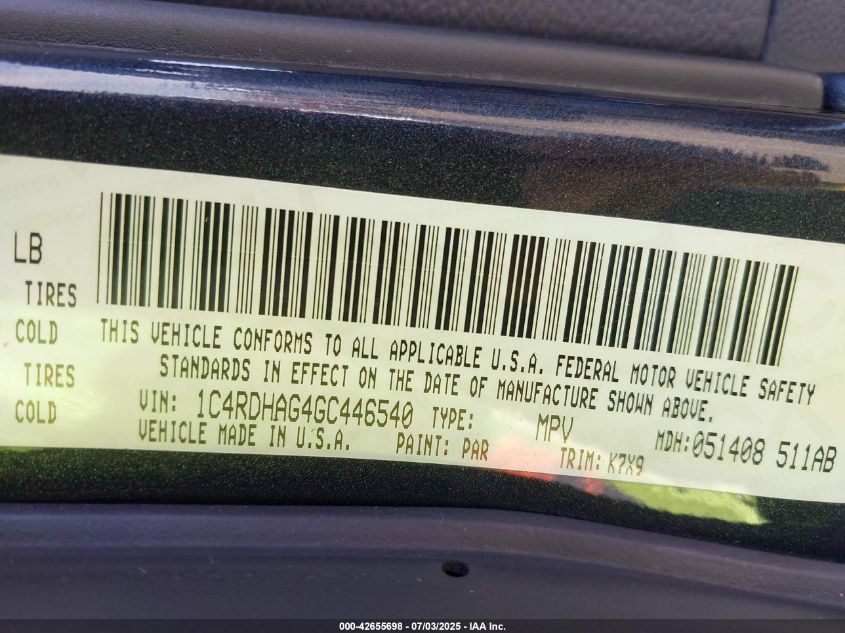 LB
TIRES
COLD
TIRES
COLD
THIS VEHICLE CONFORMS TO ALL APPLICABLE U.S.A. FEDERAL MOTOR VEHICLE SAFETY
STANDARDS IN EFFECT ON THE DATE OF MANUFACTURE SHOWN ABOVE.
VIN: 1C4RDHAG4GC446540 TYPE: MPV MDH:051408 511AB
VEHICLE MADE IN U.S.A. PAINT: PAR TRIM: K7X9
000-42655698 - 07/03/2025 - IAA Inc.